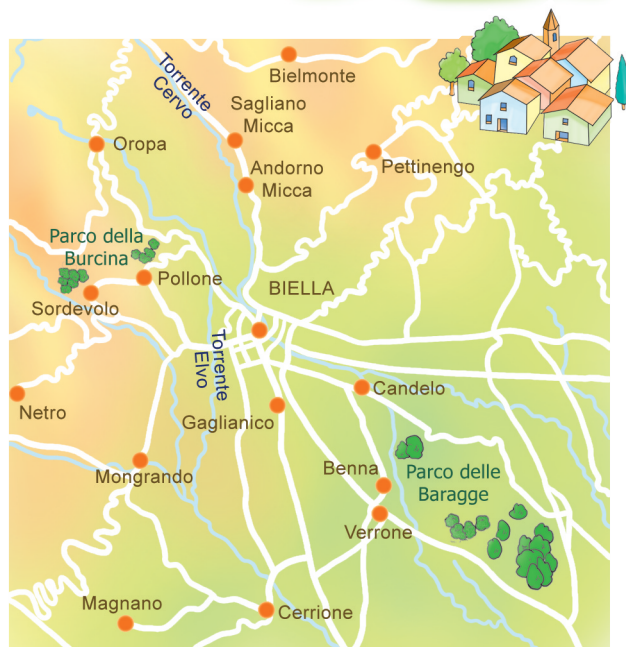 Bielmonte
Torrente
Cervo
Sagliano
Micca
Oropa
Andorno
Micca
Pettinengo
Parco della
Burcina
Pollone
BIELLA
Sordevolo
Torrente
Elvo
Candelo
Netro
Gaglianico
Mongrando
Benna
Parco delle
Baragge
Verrone
Magnano
Cerrione